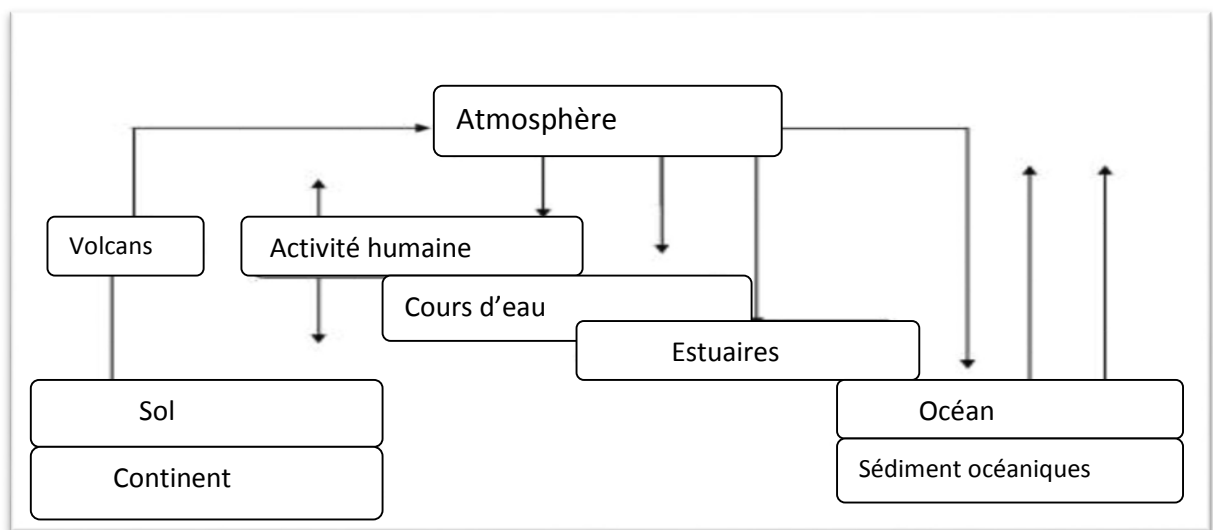 Atmosphère
Volcans
Activité humaine
Cours d’eau
Estuaires
Sol
Océan
Continent
Sédiment océaniques